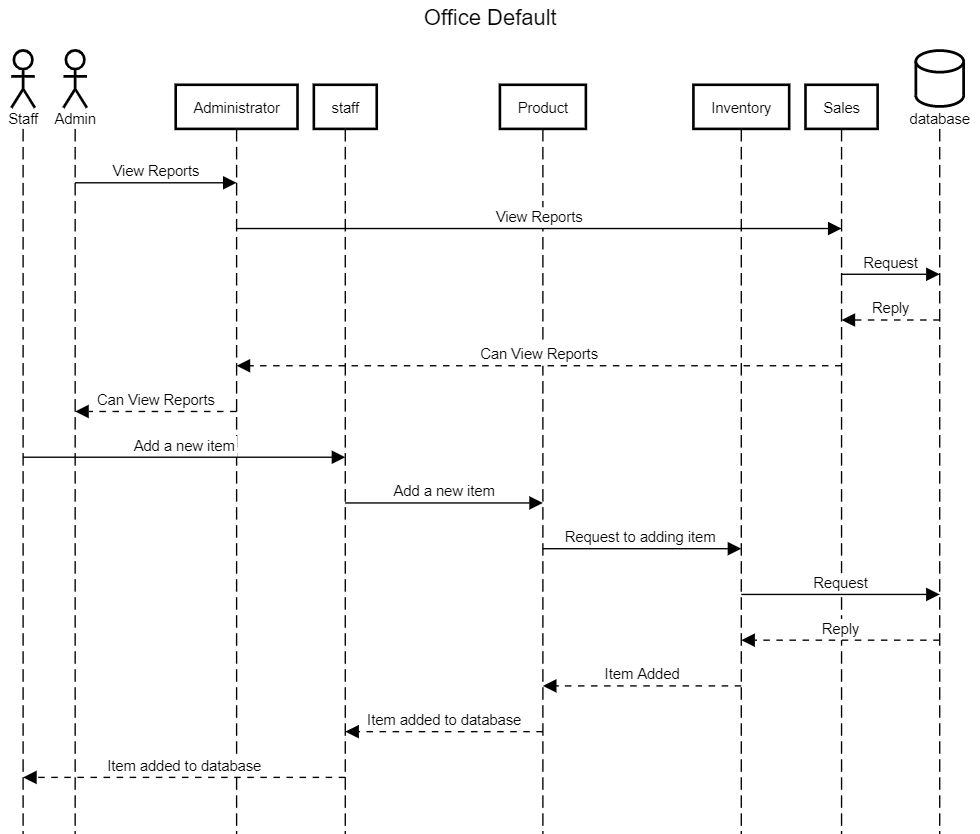 Office Default
Staff
Admin
Administrator
staff
Product
Inventory
Sales
database
View Reports
View Reports
Request
Reply
Can View Reports
Can View Reports
Add a new item
Add a new item
Request to adding item
Request
Reply
Item Added
Item added to database
Item added to database